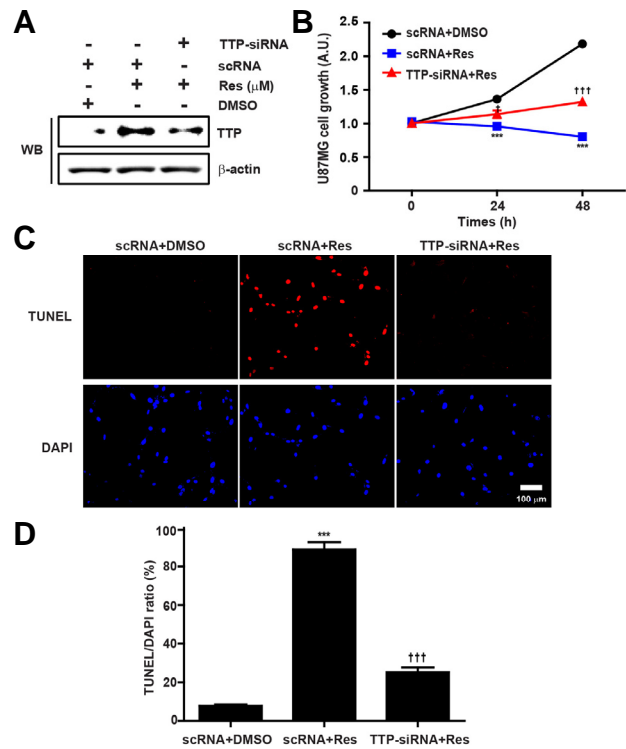 A
- - + TTP-siRNA
+ + - scRNA
- + + Res (μM)
+ - - DMSO
WB
TTP
β-actin
B
U87MG cell growth (A.U.)
2.5
2.0
1.5
1.0
0.5
0
0 24 48
Times (h)
scRNA+DMSO
scRNA+Res
TTP-siRNA+Res
‡
***
†††
***
C
scRNA+DMSO scRNA+Res TTP-siRNA+Res
TUNEL
DAPI
100 μm
D
TUNEL/DAPI ratio (%)
100
80
60
40
20
0
***
†††
scRNA+DMSO scRNA+Res TTP-siRNA+Res